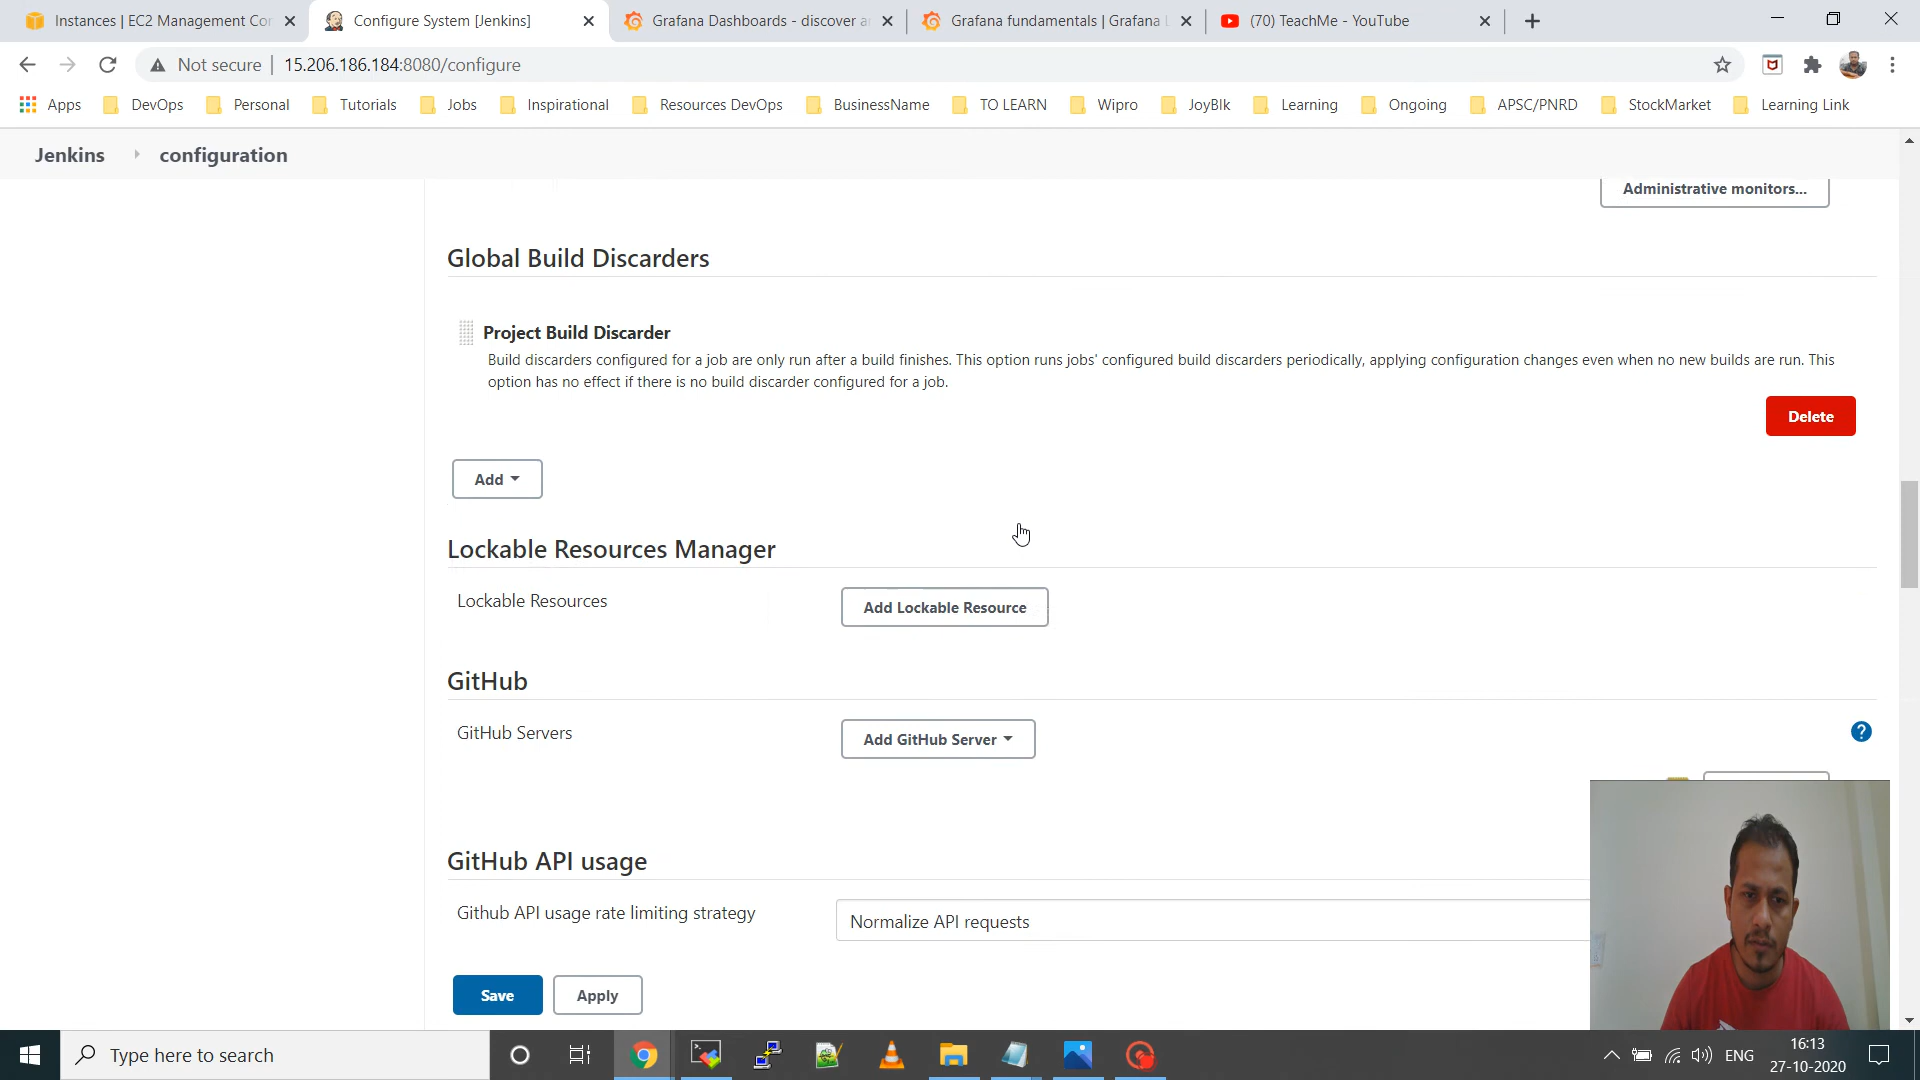 Instances | EC2 Management Con
Configure System [Jenkins]
Grafana Dashboards - discover a
Grafana fundamentals | Grafana L
(70) TeachMe - YouTube
Not secure
15.206.186.184:8080/configure
Apps
DevOps
Personal
Tutorials
Jobs
Inspirational
Resources DevOps
BusinessName
TO LEARN
Wipro
JoyBlk
Learning
Ongoing
APSC/PNRD
StockMarket
Learning Link
Jenkins
configuration
Administrative monitors...
Global Build Discarders
Project Build Discarder
Build discarders configured for a job are only run after a build finishes. This option runs jobs' configured build discarders periodically, applying configuration changes even when no new builds are run. This
option has no effect if there is no build discarder configured for a job.
Delete
Add
Lockable Resources Manager
Lockable Resources
Add Lockable Resource
GitHub
GitHub Servers
Add GitHub Server
?
GitHub API usage
Github API usage rate limiting strategy
Normalize API requests
Save
Apply
Type here to search
ENG
16:13
27-10-2020